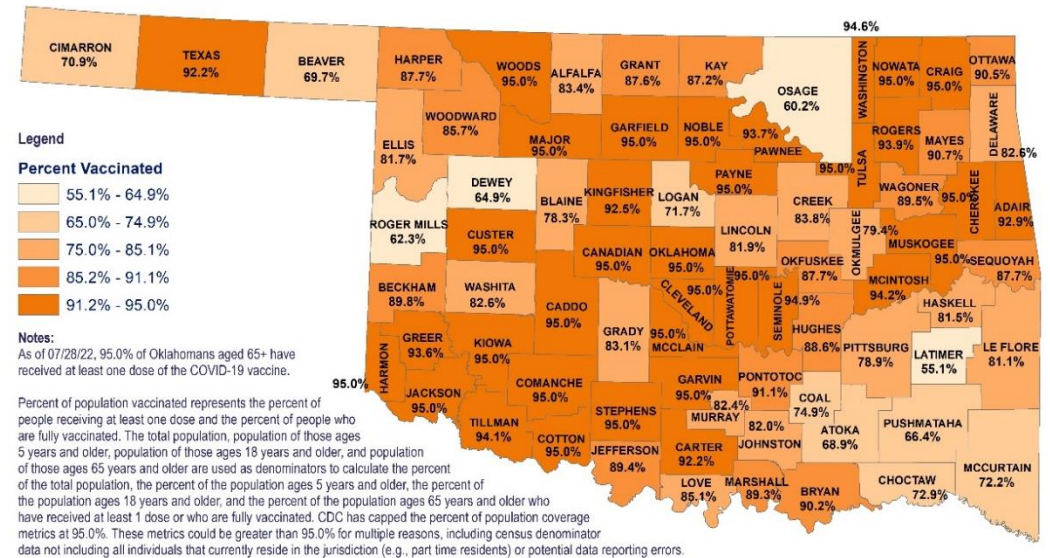 94.6%
CIMARRON
70.9%
TEXAS
92.2%
BEAVER
69.7%
HARPER
87.7%
WOODS
95.0%
ALFALFA
83.4%
GRANT
87.6%
KAY
87.2%
OSAGE
60.2%
WASHINGTON
NOWATA
95.0%
CRAIG
95.0%
OTTAWA
90.5%
WOODWARD
85.7%
MAJOR
95.0%
GARFIELD
95.0%
NOBLE
95.0%
93.7%
PAWNEE
ROGERS
93.9%
MAYES
90.7%
DELAWARE
82.6%
ELLIS
81.7%
DEWEY
64.9%
BLAINE
78.3%
KINGFISHER
92.5%
LOGAN
71.7%
PAYNE
95.0%
95.0%
TULSA
CREEK
83.8%
WAGONER
89.5%
95.0%
CHEROKEE
ADAIR
92.9%
ROGER MILLS
62.3%
CUSTER
95.0%
CANADIAN
95.0%
OKLAHOMA
95.0%
LINCOLN
81.9%
OKMULGEE
79.4%
MUSKOGEE
95.0%
OKFUSKEE
87.7%
MCINTOSH
94.2%
SEQUOYAH
87.7%
BECKHAM
89.8%
WASHITA
82.6%
CADDO
95.0%
GRADY
83.1%
95.0%
CLEVELAND
95.0%
POTTAWATOMIE
SEMINOLE
94.9%
HUGHES
88.6%
HASKELL
81.5%
PITTSBURG
78.9%
LATIMER
55.1%
LE FLORE
81.1%
95.0%
HARMON
GREER
93.6%
KIOWA
95.0%
95.0%
MCCLAIN
JACKSON
95.0%
COMANCHE
95.0%
GARVIN
95.0%
PONTOTOC
91.1%
COAL
74.9%
TILLMAN
94.1%
COTTON
95.0%
STEPHENS
95.0%
82.4%
MURRAY
82.0%
JOHNSTON
ATOKA
68.9%
PUSHMATAHA
66.4%
JEFFERSON
89.4%
CARTER
92.2%
LOVE
85.1%
MARSHALL
89.3%
BRYAN
90.2%
CHOCTAW
72.9%
MCCURTAIN
72.2%
Legend
Percent Vaccinated
55.1% - 64.9%
65.0% - 74.9%
75.0% - 85.1%
85.2% - 91.1%
91.2% - 95.0%
Notes:
As of 07/28/22, 95.0% of Oklahomans aged 65+ have
received at least one dose of the COVID-19 vaccine.
Percent of population vaccinated represents the percent of
people receiving at least one dose and the percent of people who
are fully vaccinated. The total population, population of those ages
5 years and older, population of those ages 18 years and older, and population
of those ages 65 years and older are used as denominators to calculate the percent
of the total population, the percent of the population ages 5 years and older, the percent of
the population ages 18 years and older, and the percent of the population ages 65 years and older who
have received at least 1 dose or who are fully vaccinated. CDC has capped the percent of population coverage
metrics at 95.0%. These metrics could be greater than 95.0% for multiple reasons, including census denominator
data not including all individuals that currently reside in the jurisdiction (e.g., part time residents) or potential data reporting errors.